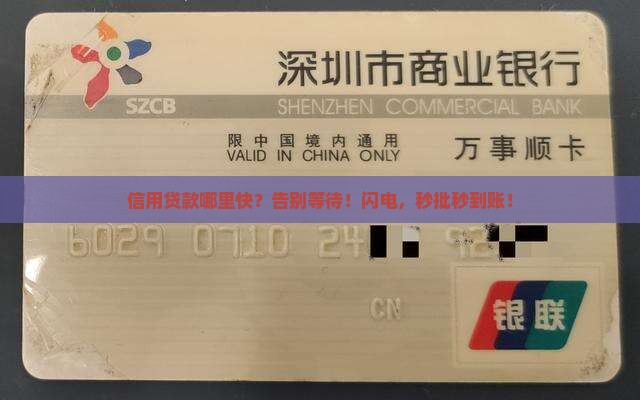 深圳市商业银行
SZCB
SHENZHEN COMMERCIAL BANK
限中国境内通用
VALID IN CHINA ONLY
万事顺卡
信用贷款哪里快？告别等待！闪电，秒批秒到账！
6029 0710 24
CN
银联